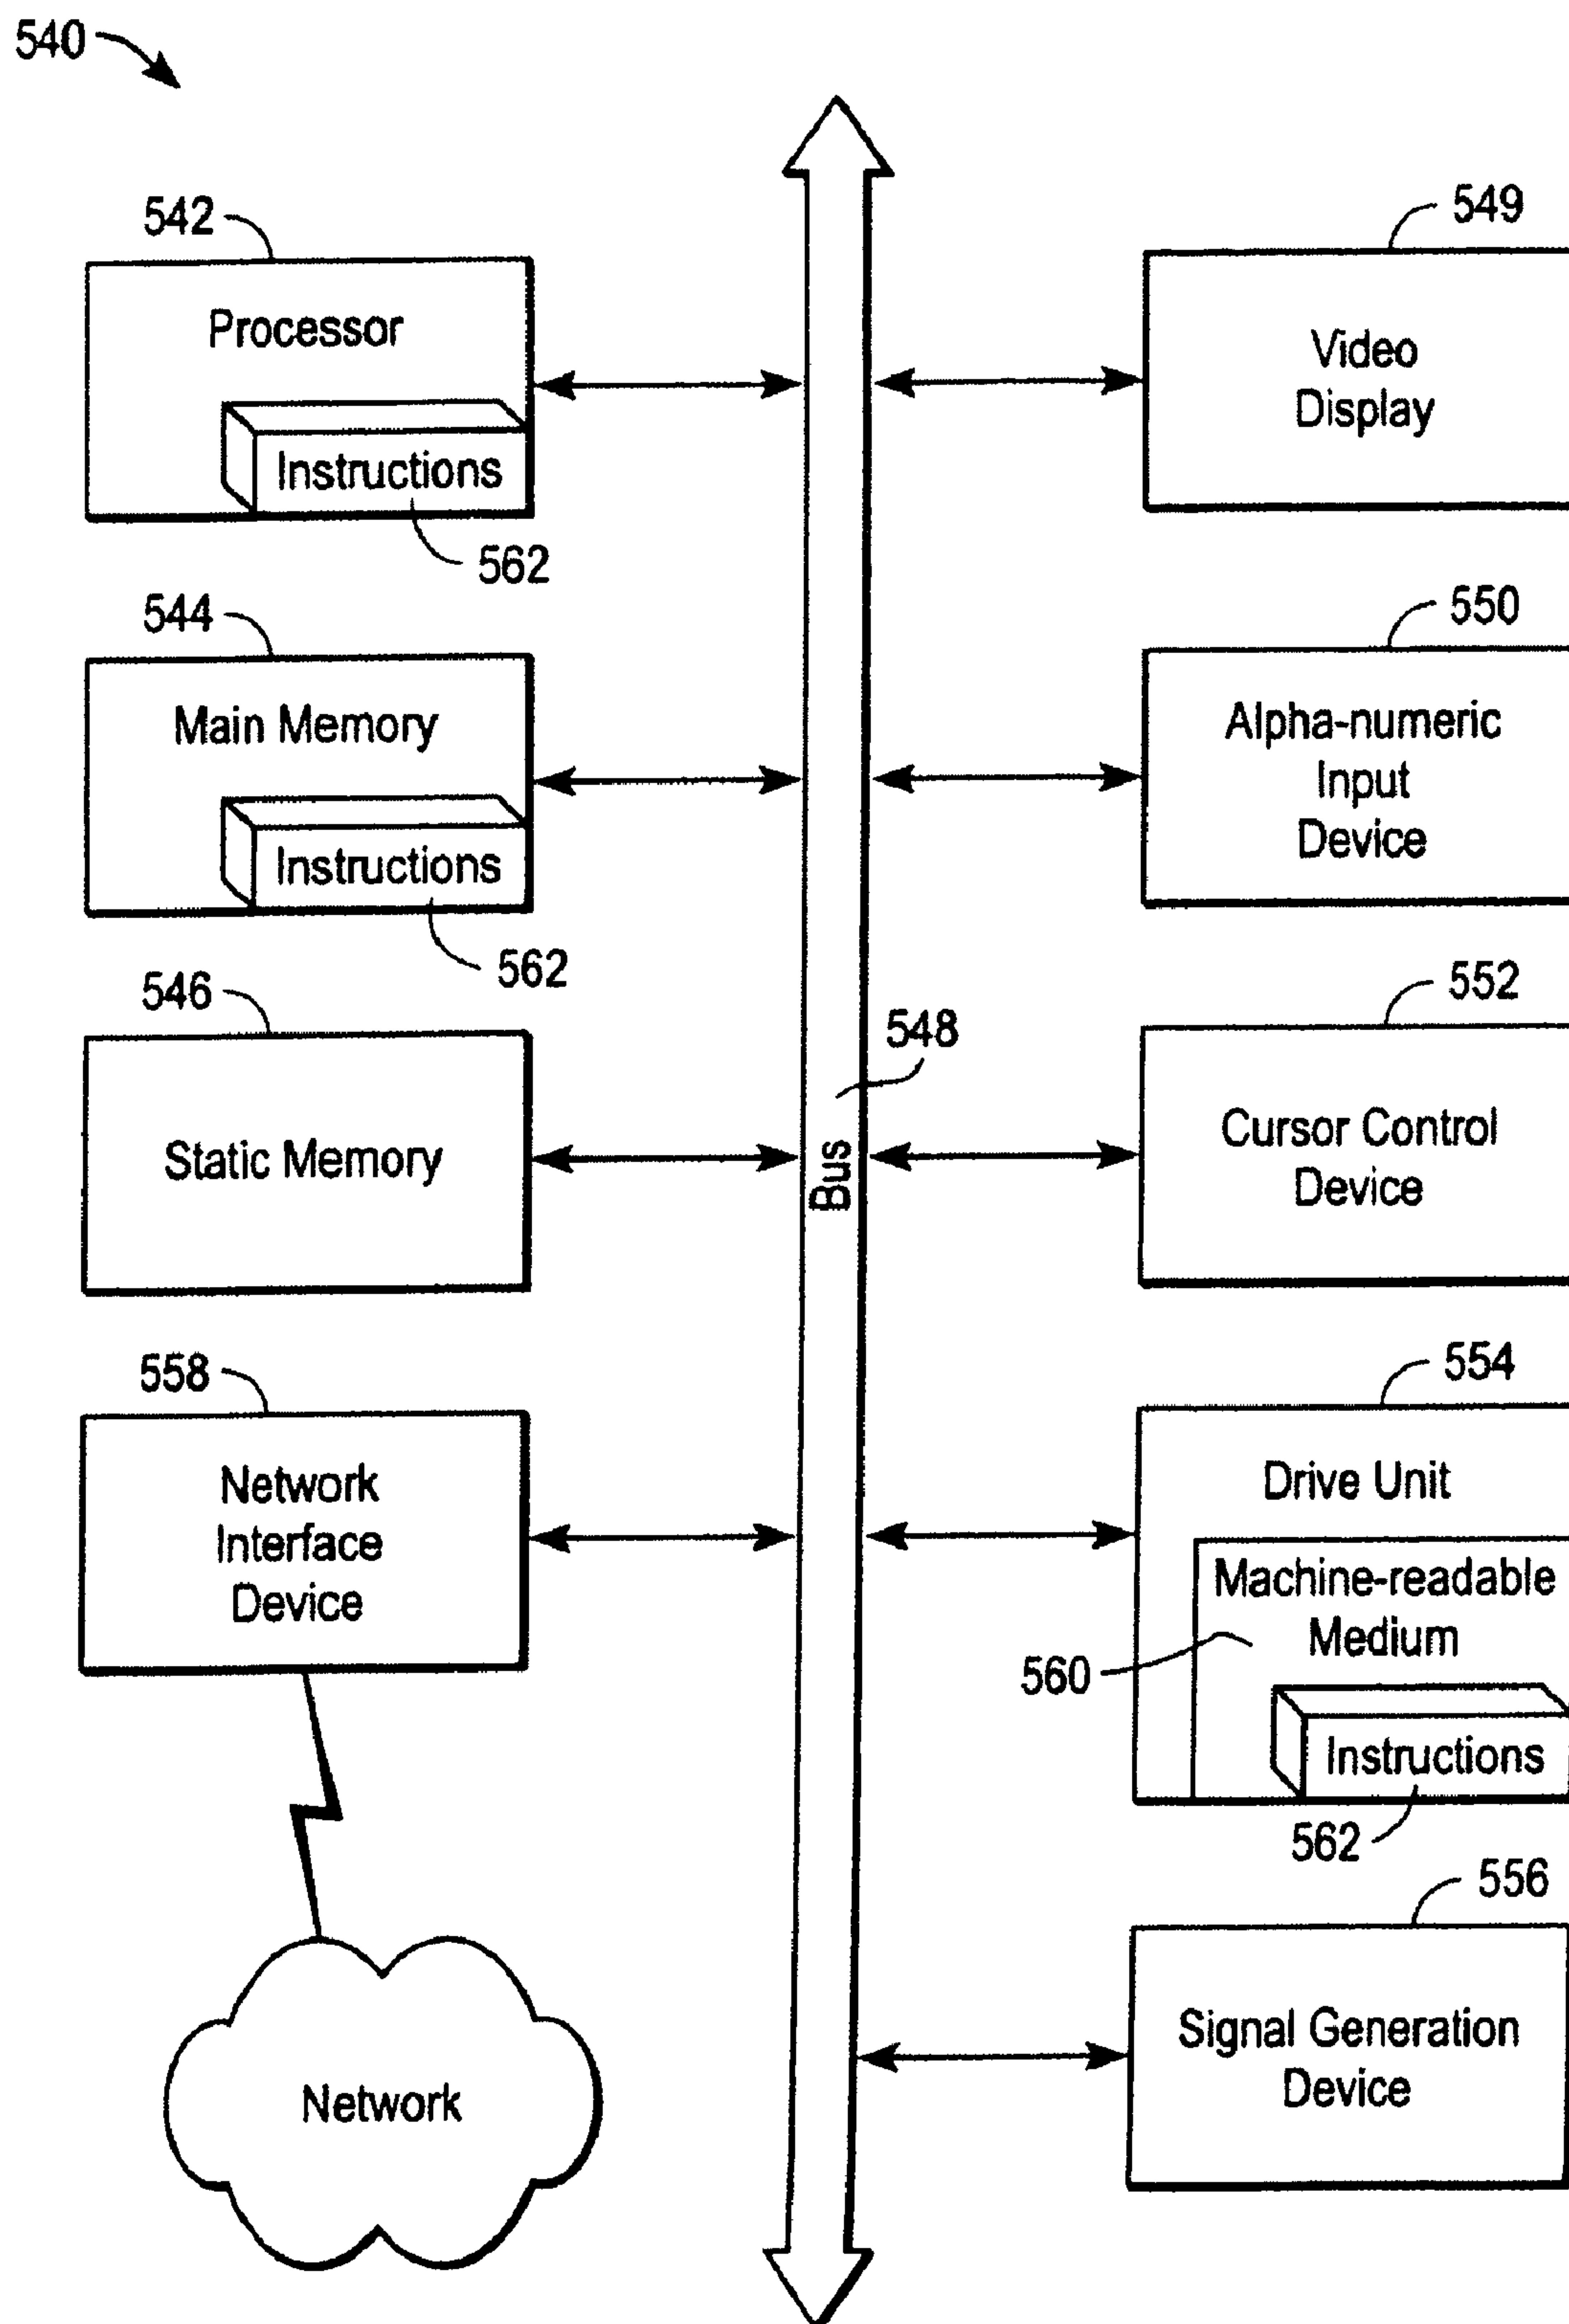 540
542
Processor
Instructions
562
544
Main Memory
Instructions
562
546
Static Memory
558
Network
Interface
Device
Network
548
Bus
549
Video
Display
550
Alpha-numeric
Input
Device
552
Cursor Control
Device
554
Drive Unit
Machine-readable
Medium
560
Instructions
562
556
Signal Generation
Device